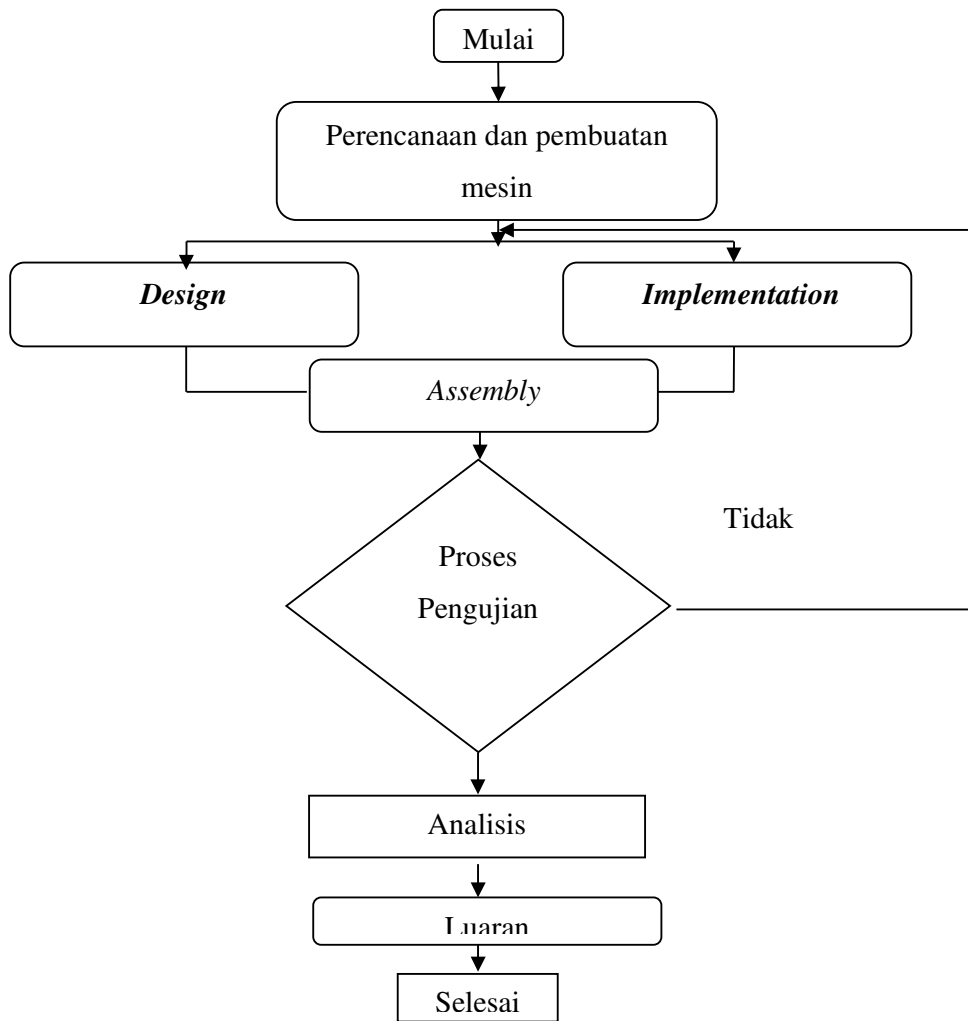 Mulai
Perencanaan dan pembuatan
mesin
Design
Implementation
Assembly
Tidak
Proses
Pengujian
Analisis
Luaran
Selesai